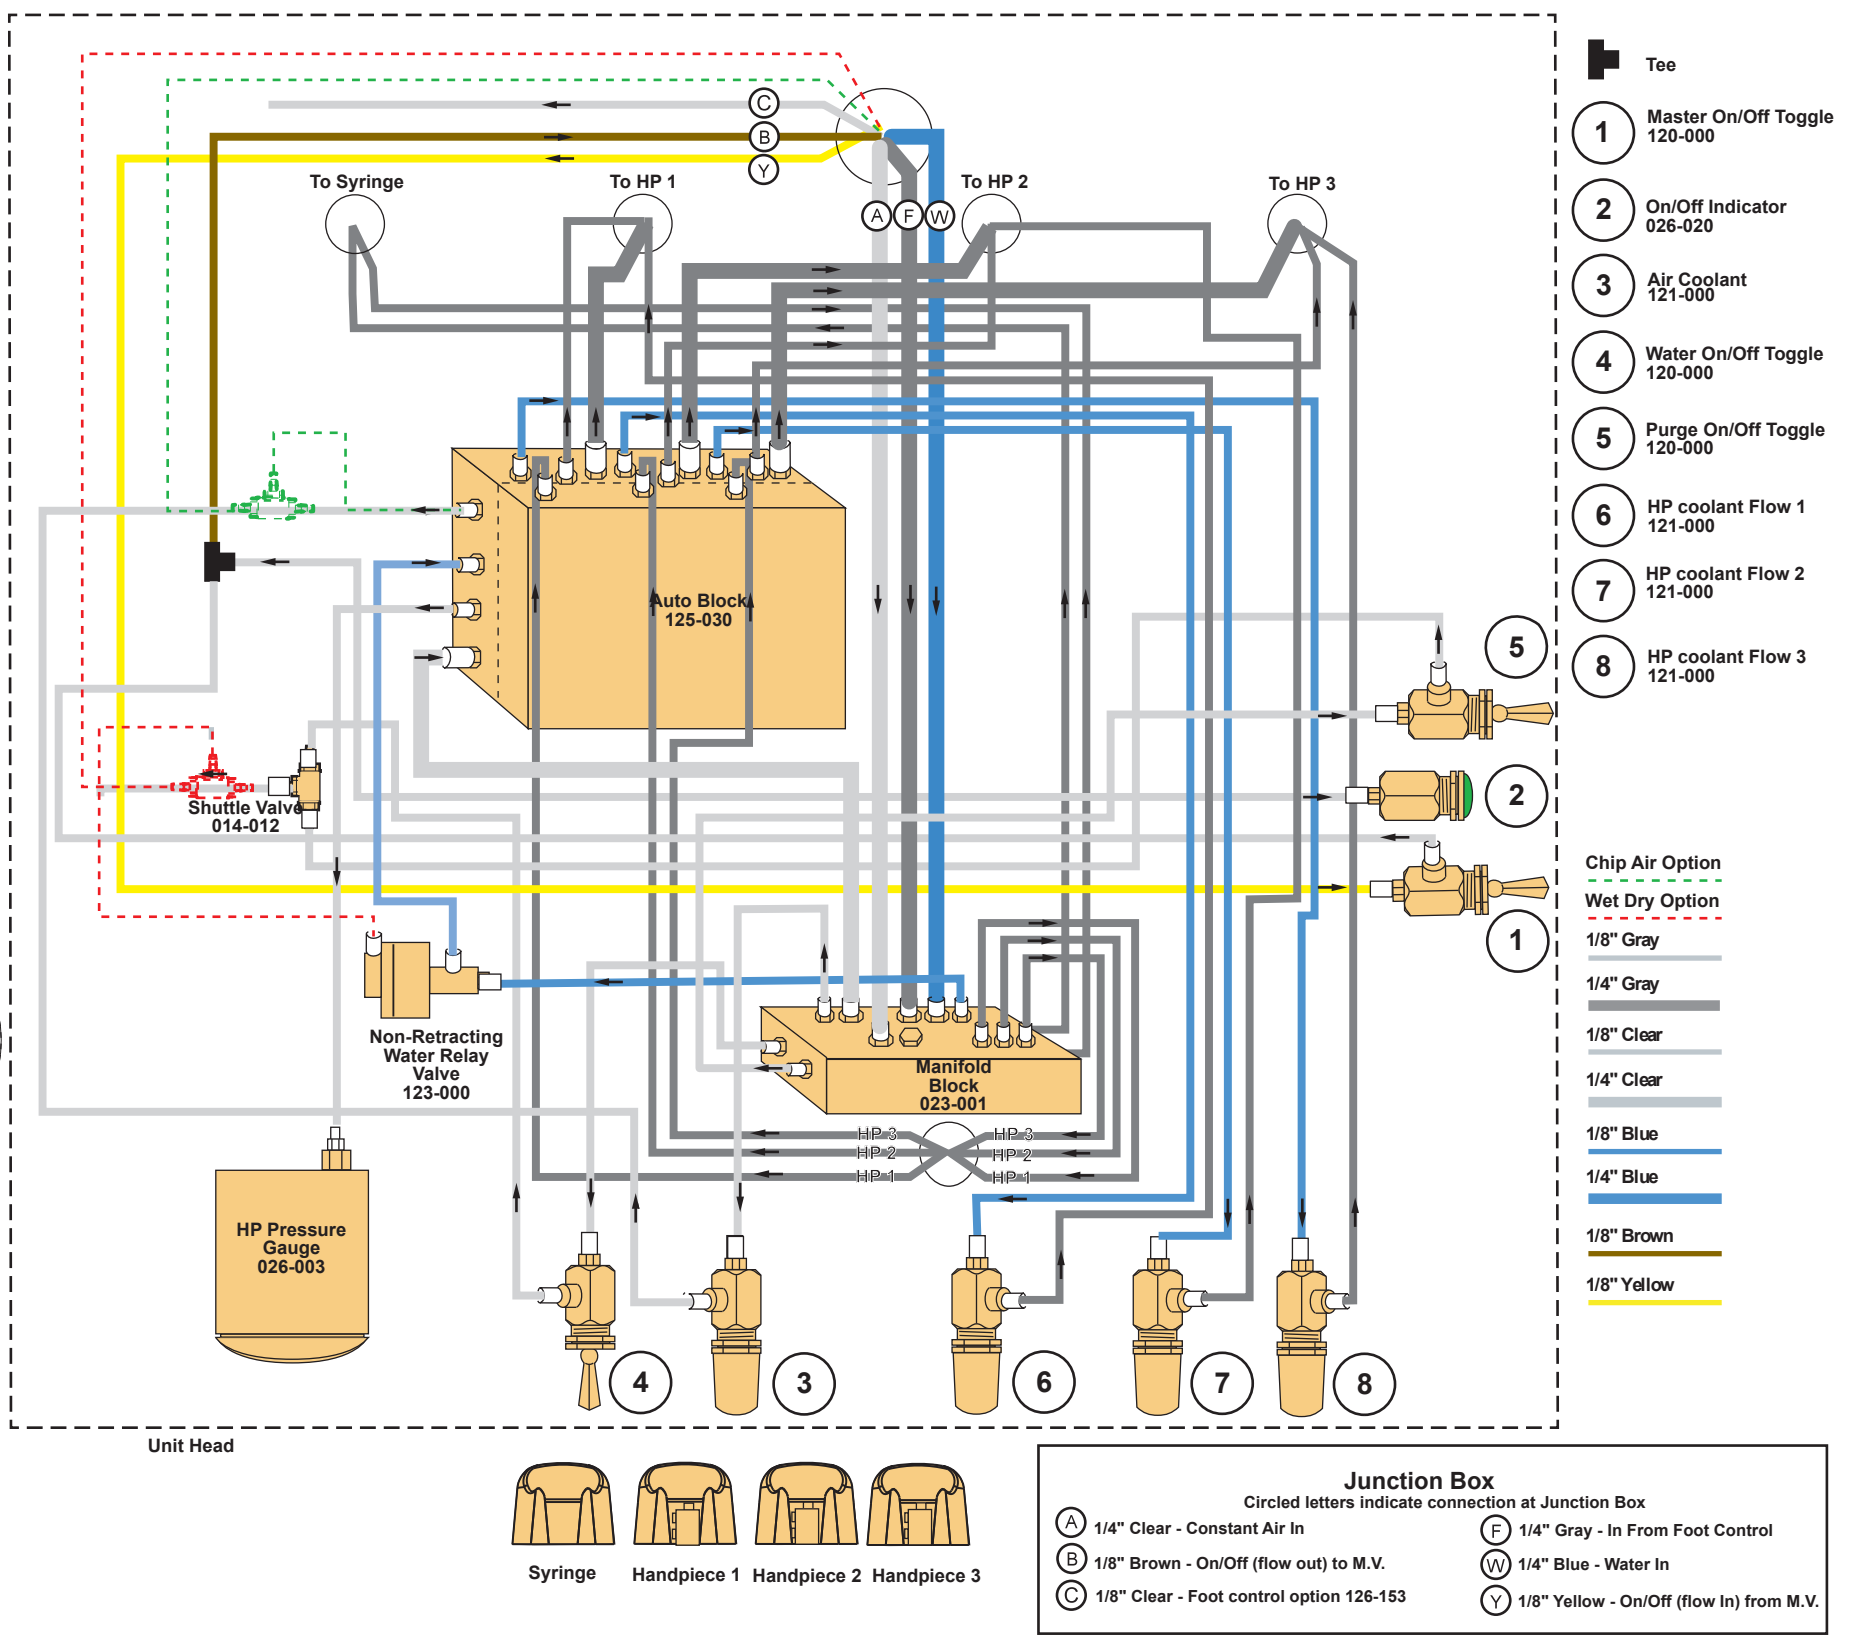 Tee
1
Master On/Off Toggle
120-000
2
On/Off Indicator
026-020
3
Air Coolant
121-000
4
Water On/Off Toggle
120-000
5
Purge On/Off Toggle
120-000
6
HP coolant Flow 1
121-000
7
HP coolant Flow 2
121-000
8
HP coolant Flow 3
121-000
C
B
Y
To Syringe
To HP 1
To HP 2
To HP 3
A
F
W
Auto Block
125-030
5
2
1
Shuttle Valve
014-012
Non-Retracting
Water Relay
Valve
123-000
Manifold
Block
023-001
HP 3
HP 2
HP 1
HP 3
HP 2
HP 1
HP Pressure
Gauge
026-003
4
3
6
7
8
Chip Air Option
Wet Dry Option
1/8" Gray
1/4" Gray
1/8" Clear
1/4" Clear
1/8" Blue
1/4" Blue
1/8" Brown
1/8" Yellow
Unit Head
Syringe
Handpiece 1
Handpiece 2
Handpiece 3
Junction Box
Circled letters indicate connection at Junction Box
A 1/4" Clear - Constant Air In
B 1/8" Brown - On/Off (flow out) to M.V.
C 1/8" Clear - Foot control option 126-153
F 1/4" Gray - In From Foot Control
W 1/4" Blue - Water In
Y 1/8" Yellow - On/Off (flow In) from M.V.